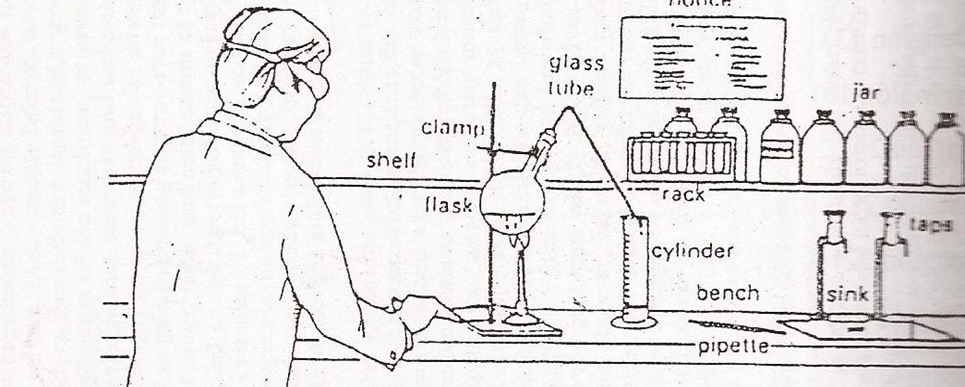 notice
glass
tube
jar
clamp
shelf
rack
flask
taps
cylinder
bench
sink
pipette